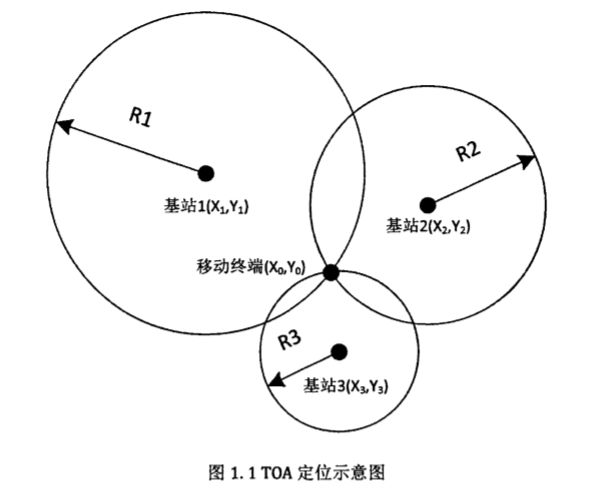 R1
R2
基站1(X₁,Y₁)
基站2(X₂,Y₂)
移动终端(X₀,Y₀)
R3
基站3(X₃,Y₃)
图 1.1 TOA 定位示意图